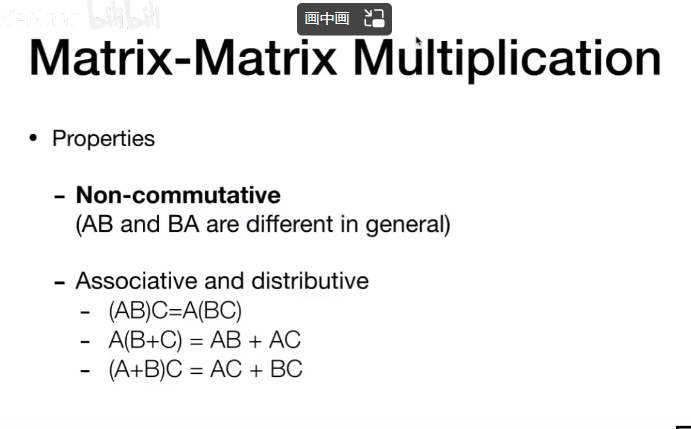 bilibili
画中画
Matrix-Matrix Multiplication
• Properties
- Non-commutative
(AB and BA are different in general)
- Associative and distributive
- (AB)C=A(BC)
- A(B+C) = AB + AC
- (A+B)C = AC + BC